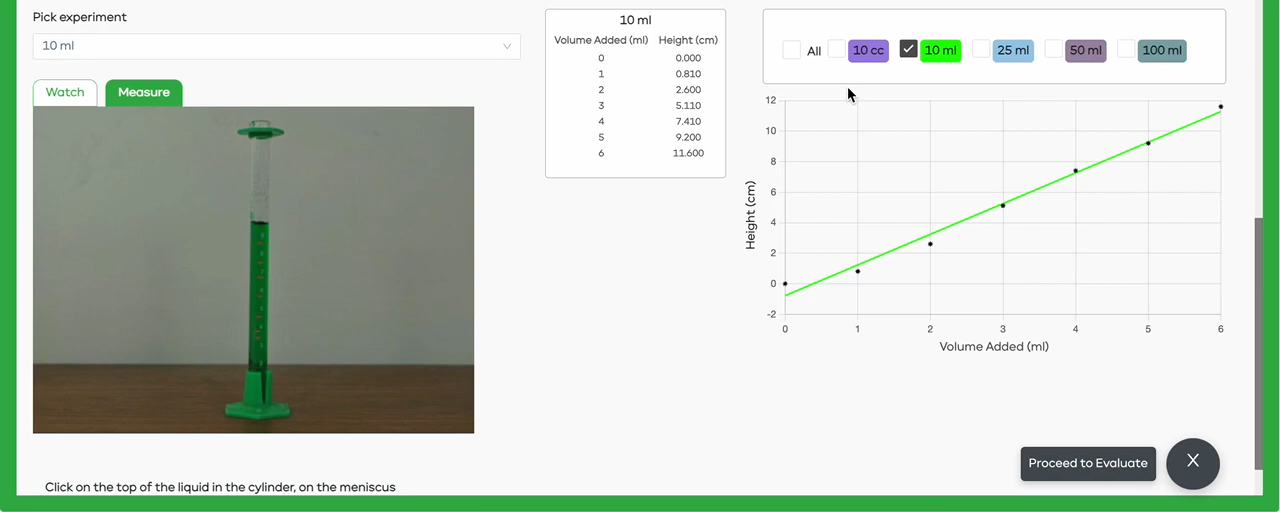 Pick experiment
10 ml
Watch
Measure
Click on the top of the liquid in the cylinder, on the meniscus
10 ml
Volume Added (ml) Height (cm)
0 0.000
1 0.810
2 2.600
3 5.110
4 7.410
5 9.200
6 11.600
All 10 cc 10 ml 25 ml 50 ml 100 ml
12
10
8
6
4
2
0
-2
Height (cm)
0 1 2 3 4 5 6
Volume Added (ml)
Proceed to Evaluate
X